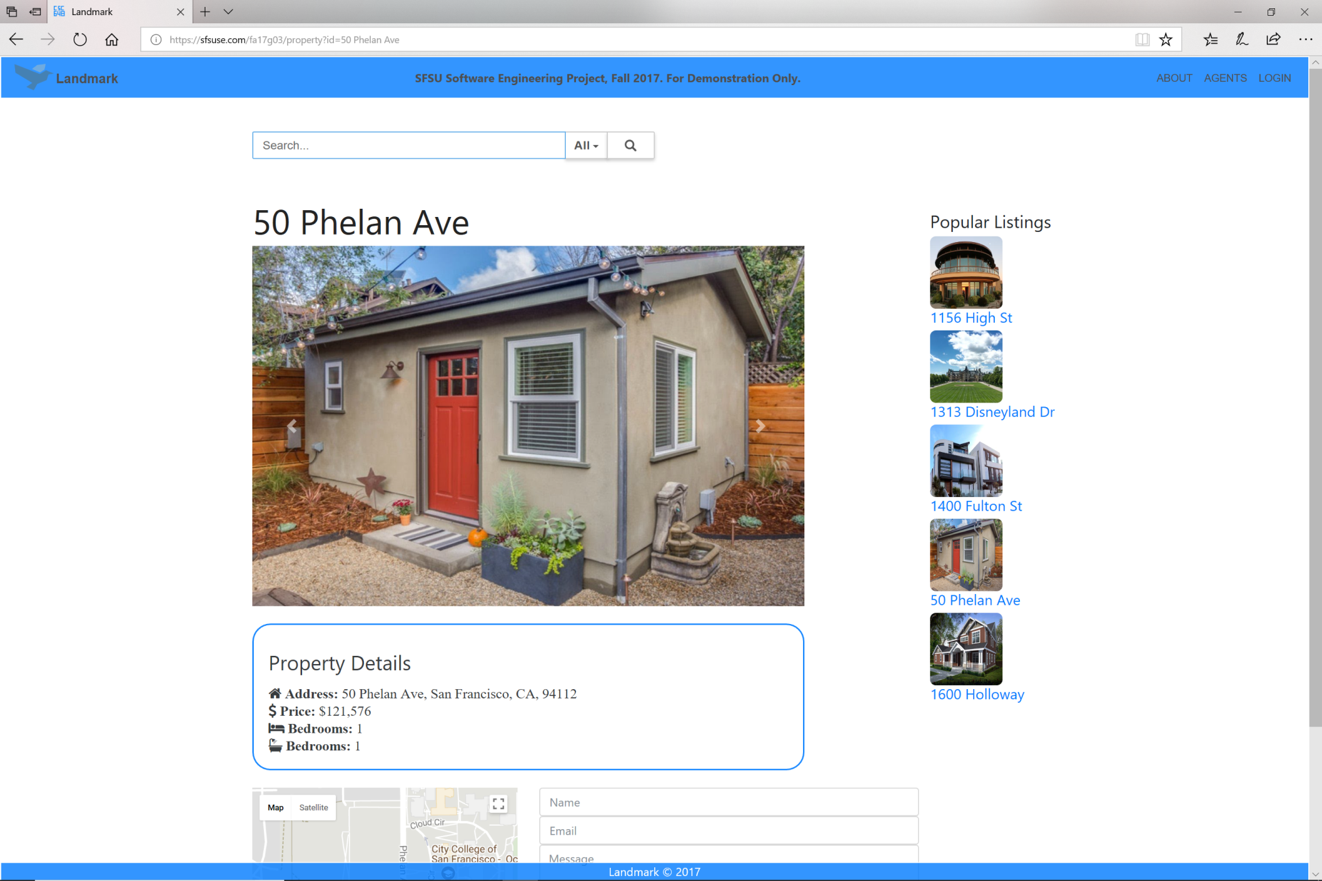 Landmark
https://sfsuse.com/fa17g03/property?id=50 Phelan Ave
Landmark
SFSU Software Engineering Project, Fall 2017. For Demonstration Only.
ABOUT AGENTS LOGIN
Search...
All
50 Phelan Ave
Property Details
Address: 50 Phelan Ave, San Francisco, CA, 94112
$ Price: $121,576
Bedrooms: 1
Bedrooms: 1
Popular Listings
1156 High St
1313 Disneyland Dr
1400 Fulton St
50 Phelan Ave
1600 Holloway
Map Satellite
Cloud Cir
City College of
San Francisco - Oc
Name
Email
Message
Landmark © 2017